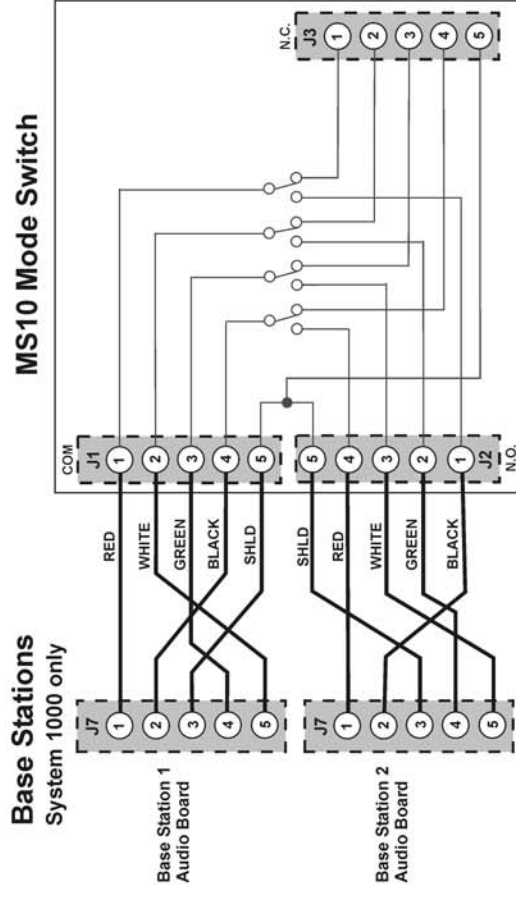 MS10 Mode Switch
Base Stations
System 1000 only
Base Station 1
Audio Board
J7
1
2
3
4
5
RED
WHITE
GREEN
BLACK
SHLD
COM
J1
1
2
3
4
5
N.C.
J3
1
2
3
4
5
Base Station 2
Audio Board
J7
1
2
3
4
5
SHLD
RED
WHITE
GREEN
BLACK
5
4
3
2
1
J2
N.O.